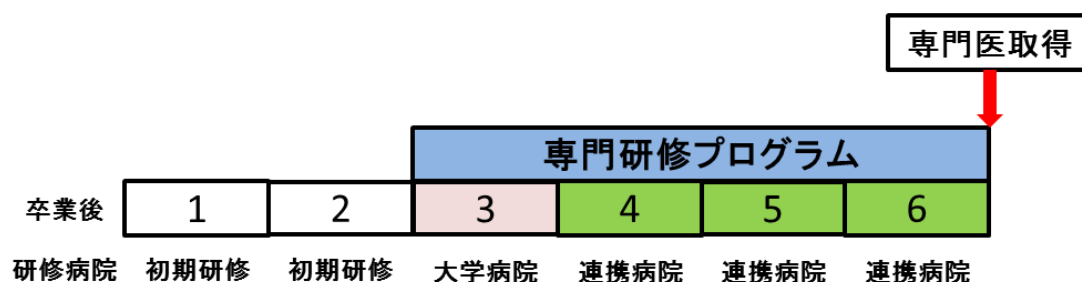 専門医取得
専門研修プログラム
卒業後 1 2 3 4 5 6
研修病院 初期研修 初期研修 大学病院 連携病院 連携病院 連携病院